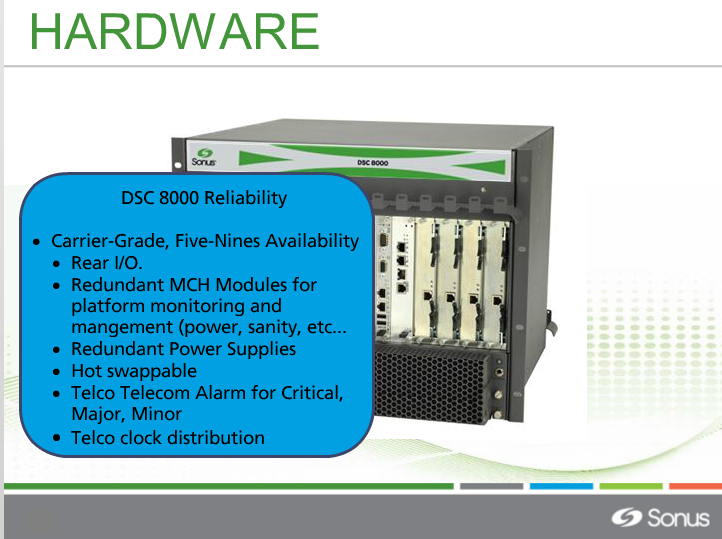 HARDWARE
Sonus
DSC 8000
DSC 8000 Reliability
• Carrier-Grade, Five-Nines Availability
• Rear I/O.
• Redundant MCH Modules for
platform monitoring and
mangement (power, sanity, etc...
• Redundant Power Supplies
• Hot swappable
• Telco Telecom Alarm for Critical,
Major, Minor
• Telco clock distribution
Sonus